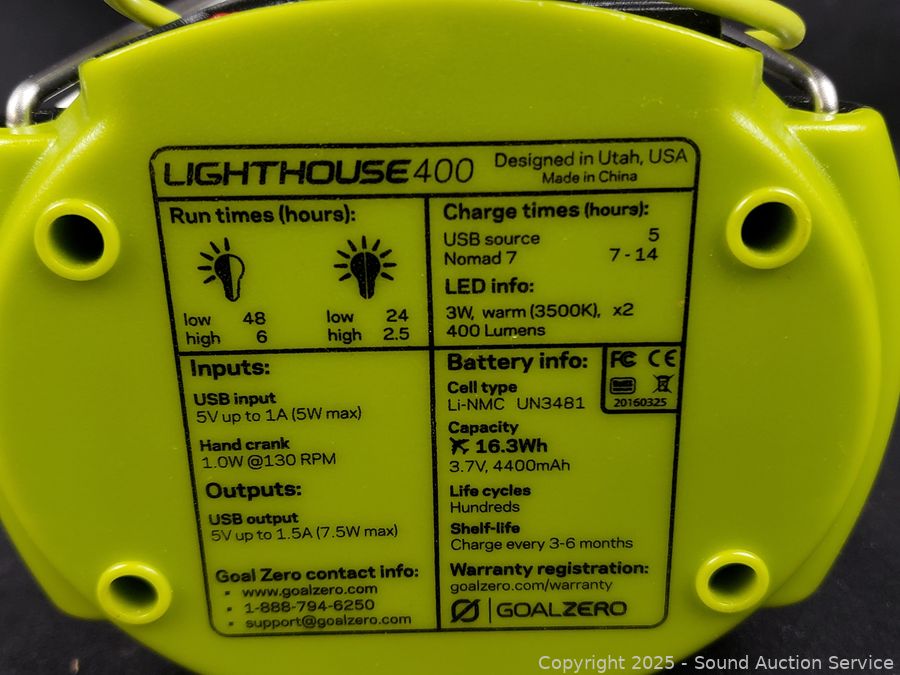 LIGHTHOUSE400
Designed in Utah, USA
Made in China
Run times (hours):
low 48
high 6
low 24
high 2.5
Charge times (hours):
USB source 5
Nomad 7 7 - 14
LED info:
3W, warm (3500K), x2
400 Lumens
Inputs:
USB input
5V up to 1A (5W max)
Hand crank
1.0W @130 RPM
Outputs:
USB output
5V up to 1.5A (7.5W max)
Goal Zero contact info:
• www.goalzero.com
• 1-888-794-6250
• support@goalzero.com
Battery info:
Cell type
Li-NMC UN3481
Capacity
16.3Wh
3.7V, 4400mAh
Life cycles
Hundreds
Shelf-life
Charge every 3-6 months
FC CE
RoHS
20160325
Warranty registration:
goalzero.com/warranty
GOALZERO
Copyright 2025 - Sound Auction Service